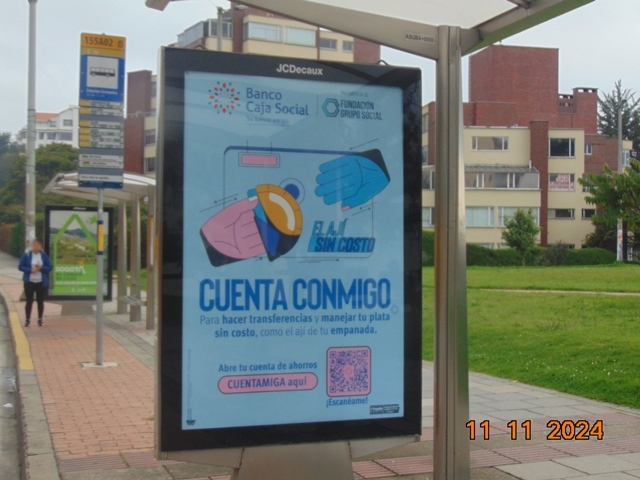 155A02
JCDecaux
Banco
Caja Social
FUNDACIÓN
GRUPO SOCIAL
EL AJÍ
SIN COSTO
CUENTA CONMIGO
Para hacer transferencias y manejar tu plata
sin costo, como el ají de tu empanada.
Abre tu cuenta de ahorros
CUENTAMIGA aquí
¡Escanéame!
11 11 2024